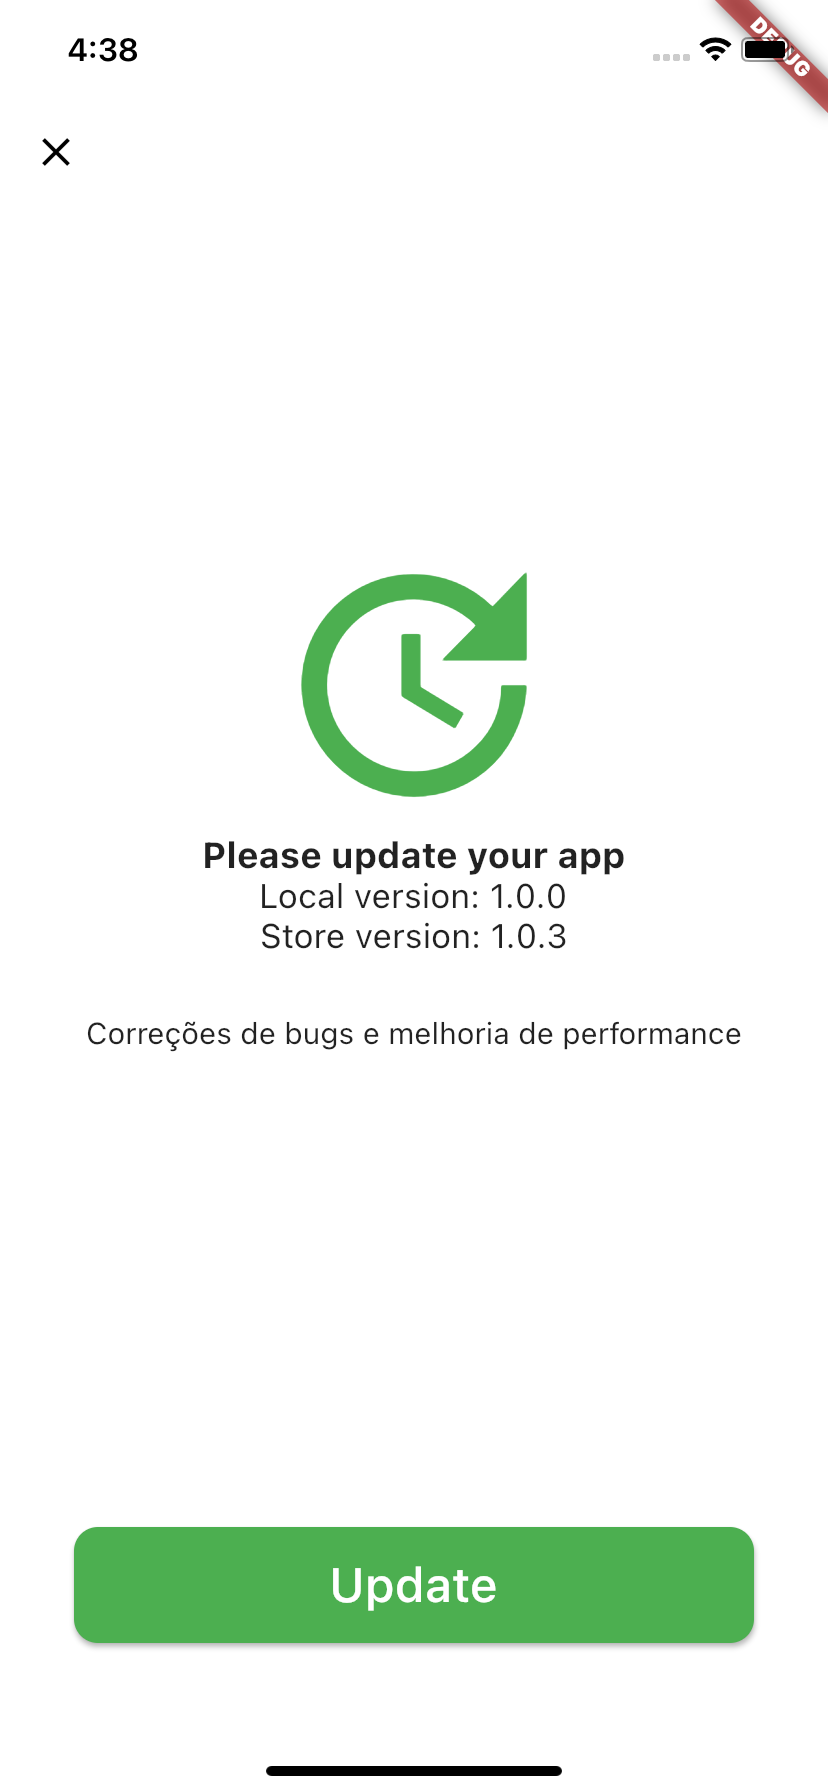 4:38
DEBUG
Please update your app
Local version: 1.0.0
Store version: 1.0.3
Correções de bugs e melhoria de performance
Update